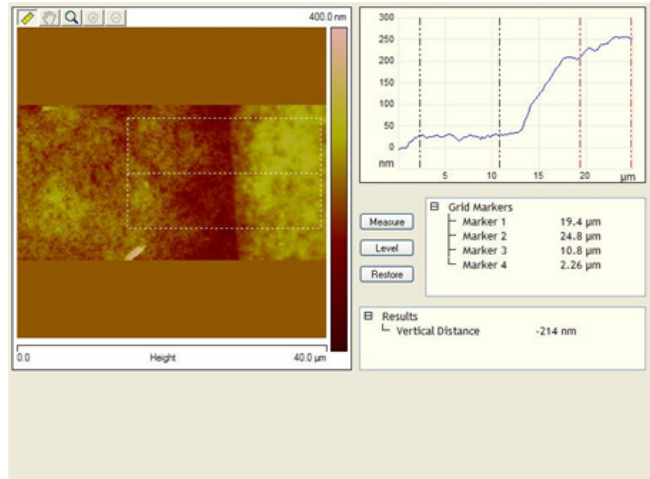 400.0 nm
0.0 Height 40.0 µm
300
250
200
150
100
50
0
nm
5 10 15 20 µm
Measure
Level
Restore
Grid Markers
Marker 1 19.4 µm
Marker 2 24.8 µm
Marker 3 10.8 µm
Marker 4 2.26 µm
Results
Vertical Distance -214 nm